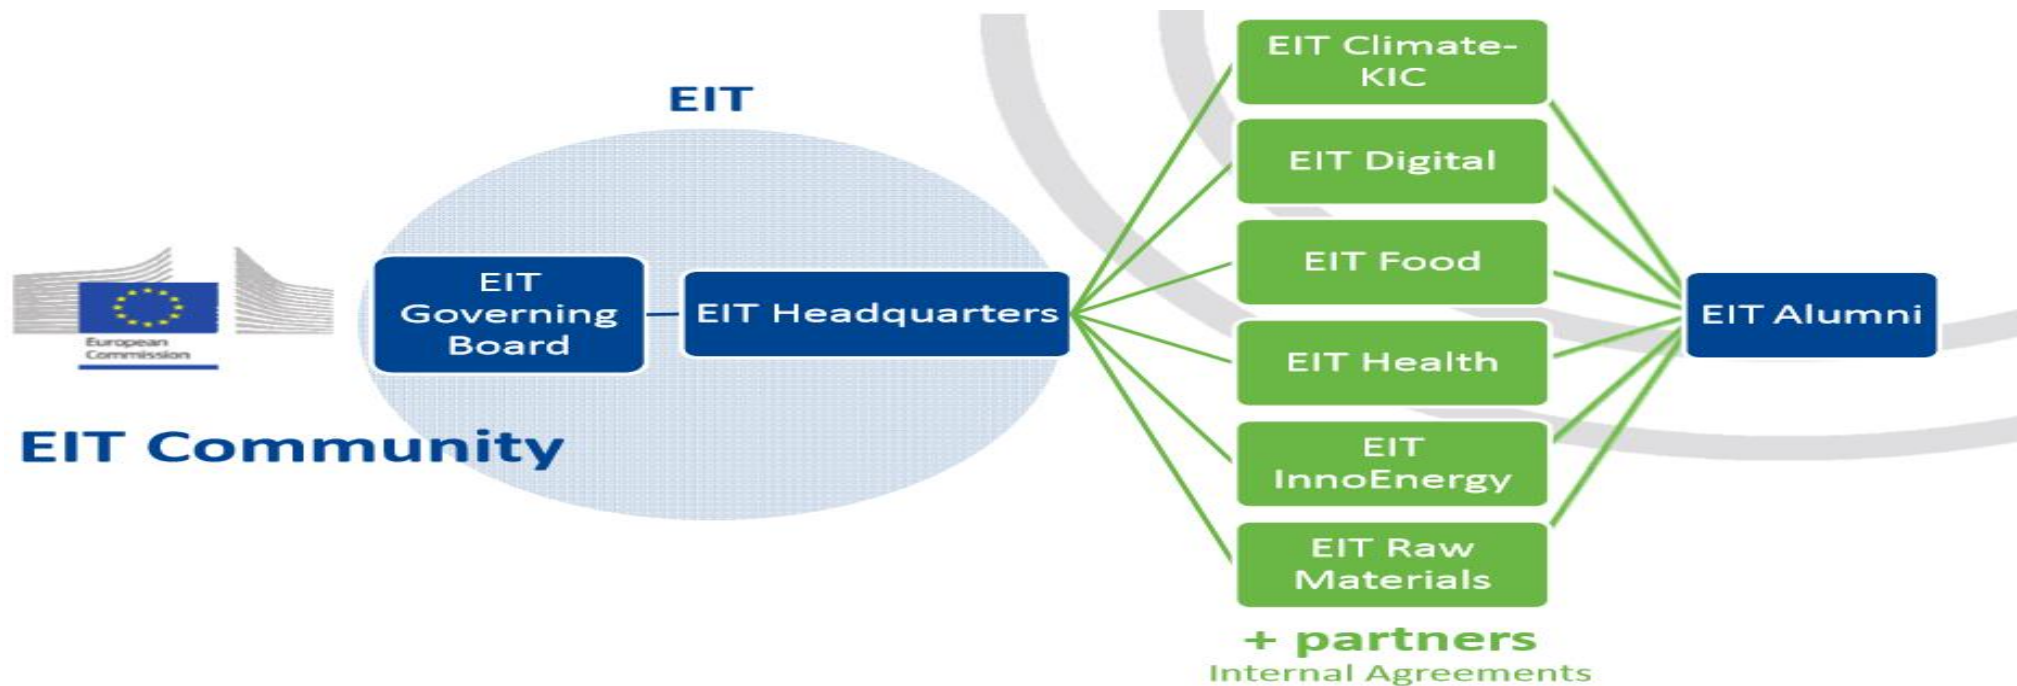 EIT
European
Commission
EIT Community
EIT
Governing
Board
EIT Headquarters
EIT Climate-
KIC
EIT Digital
EIT Food
EIT Health
EIT
InnoEnergy
EIT Raw
Materials
+ partners
Internal Agreements
EIT Alumni